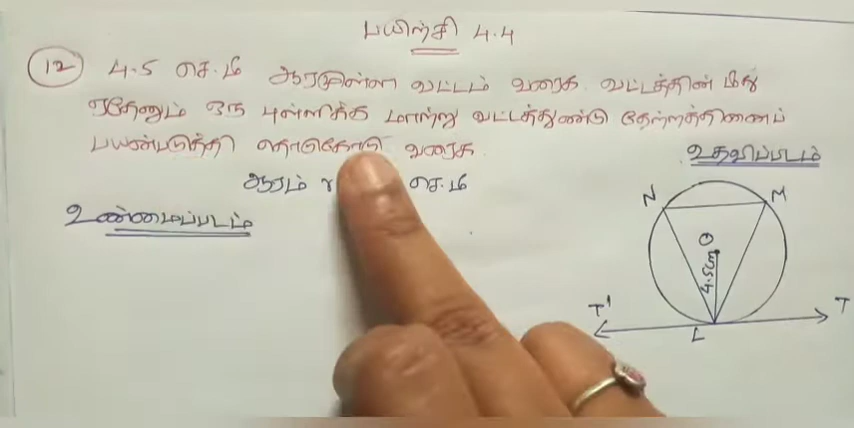 பயிற்சி 4.4
12 4.5 செ.மீ ஆரமுள்ள வட்டம் வரைக. வட்டத்தின் மீது
ஏதேனும் ஒரு புள்ளிக்கு மாற்று வட்டத்துண்டு தேற்றத்தினைப்
பயன்படுத்தி தொடுகோடு வரைக.
உதவிப்படம்
ஆரம் r செ.மீ
உண்மைப்படம்
N M
O
4.5cm
T' T
L